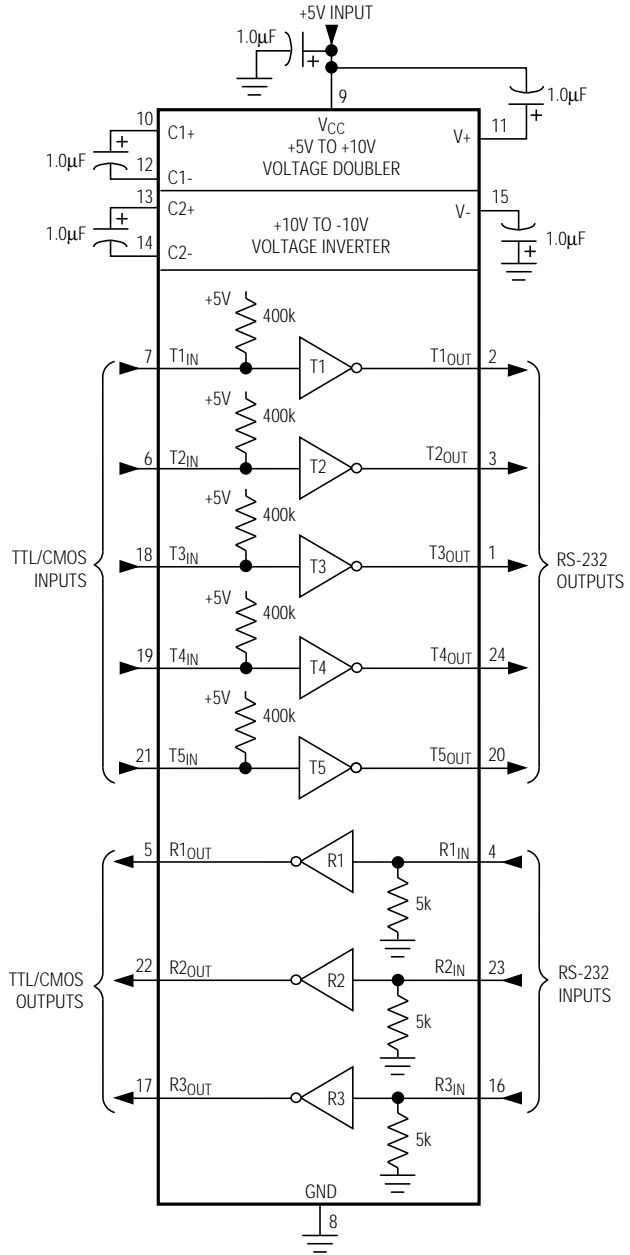 +5V INPUT
1.0μF
+
9
1.0μF
+
10
C1+
VCC
+5V TO +10V
VOLTAGE DOUBLER
V+
11
1.0μF
+
12
C1-
13
C2+
+10V TO -10V
VOLTAGE INVERTER
V-
15
1.0μF
+
14
C2-
1.0μF
+
+5V
400k
7
T1IN
T1
T1OUT
2
+5V
400k
6
T2IN
T2
T2OUT
3
+5V
400k
TTL/CMOS
INPUTS
18
T3IN
T3
T3OUT
1
RS-232
OUTPUTS
+5V
400k
19
T4IN
T4
T4OUT
24
+5V
400k
21
T5IN
T5
T5OUT
20
5
R1OUT
R1
R1IN
4
5k
TTL/CMOS
OUTPUTS
22
R2OUT
R2
R2IN
23
RS-232
INPUTS
5k
17
R3OUT
R3
R3IN
16
5k
GND
8